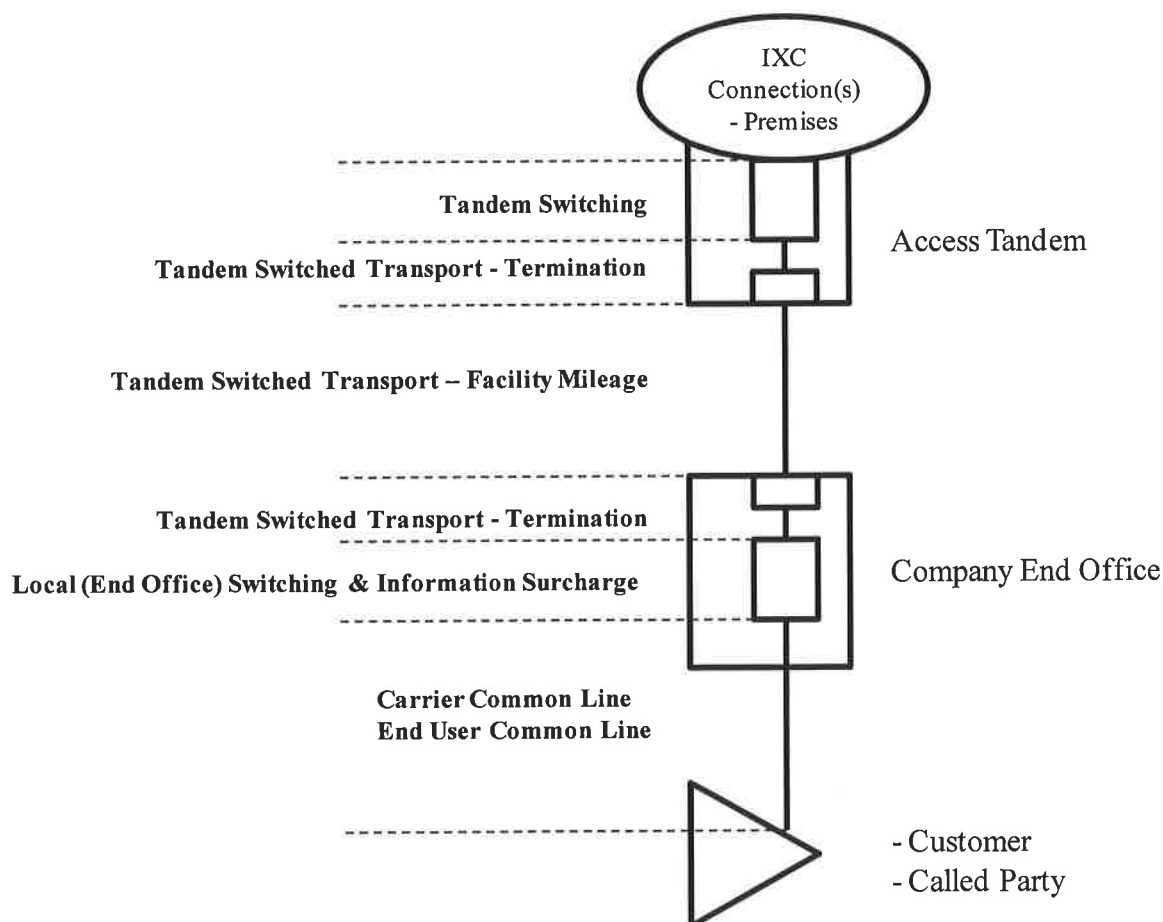 IXC
Connection(s)
- Premises
Tandem Switching
Access Tandem
Tandem Switched Transport - Termination
Tandem Switched Transport – Facility Mileage
Tandem Switched Transport - Termination
Local (End Office) Switching & Information Surcharge
Company End Office
Carrier Common Line
End User Common Line
- Customer
- Called Party